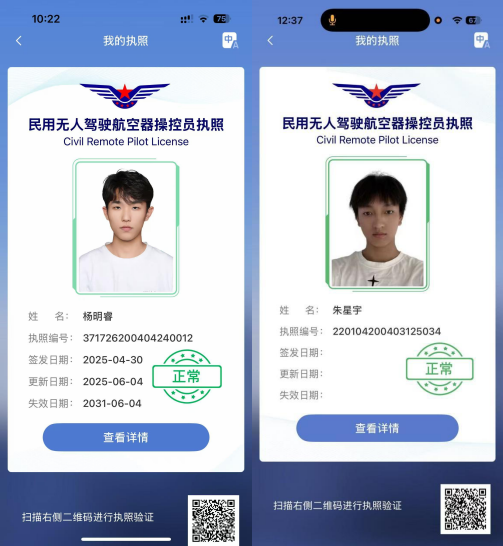 10:22
75
我的执照
中A
民用无人驾驶航空器操控员执照
Civil Remote Pilot License
姓 名: 杨明睿
执照编号: 371726200404240012
签发日期: 2025-04-30
更新日期: 2025-06-04
失效日期: 2031-06-04
正常
查看详情
扫描右侧二维码进行执照验证
12:37
67
我的执照
中A
民用无人驾驶航空器操控员执照
Civil Remote Pilot License
姓 名: 朱星宇
执照编号: 220104200403125034
签发日期:
更新日期:
失效日期:
正常
查看详情
扫描右侧二维码进行执照验证